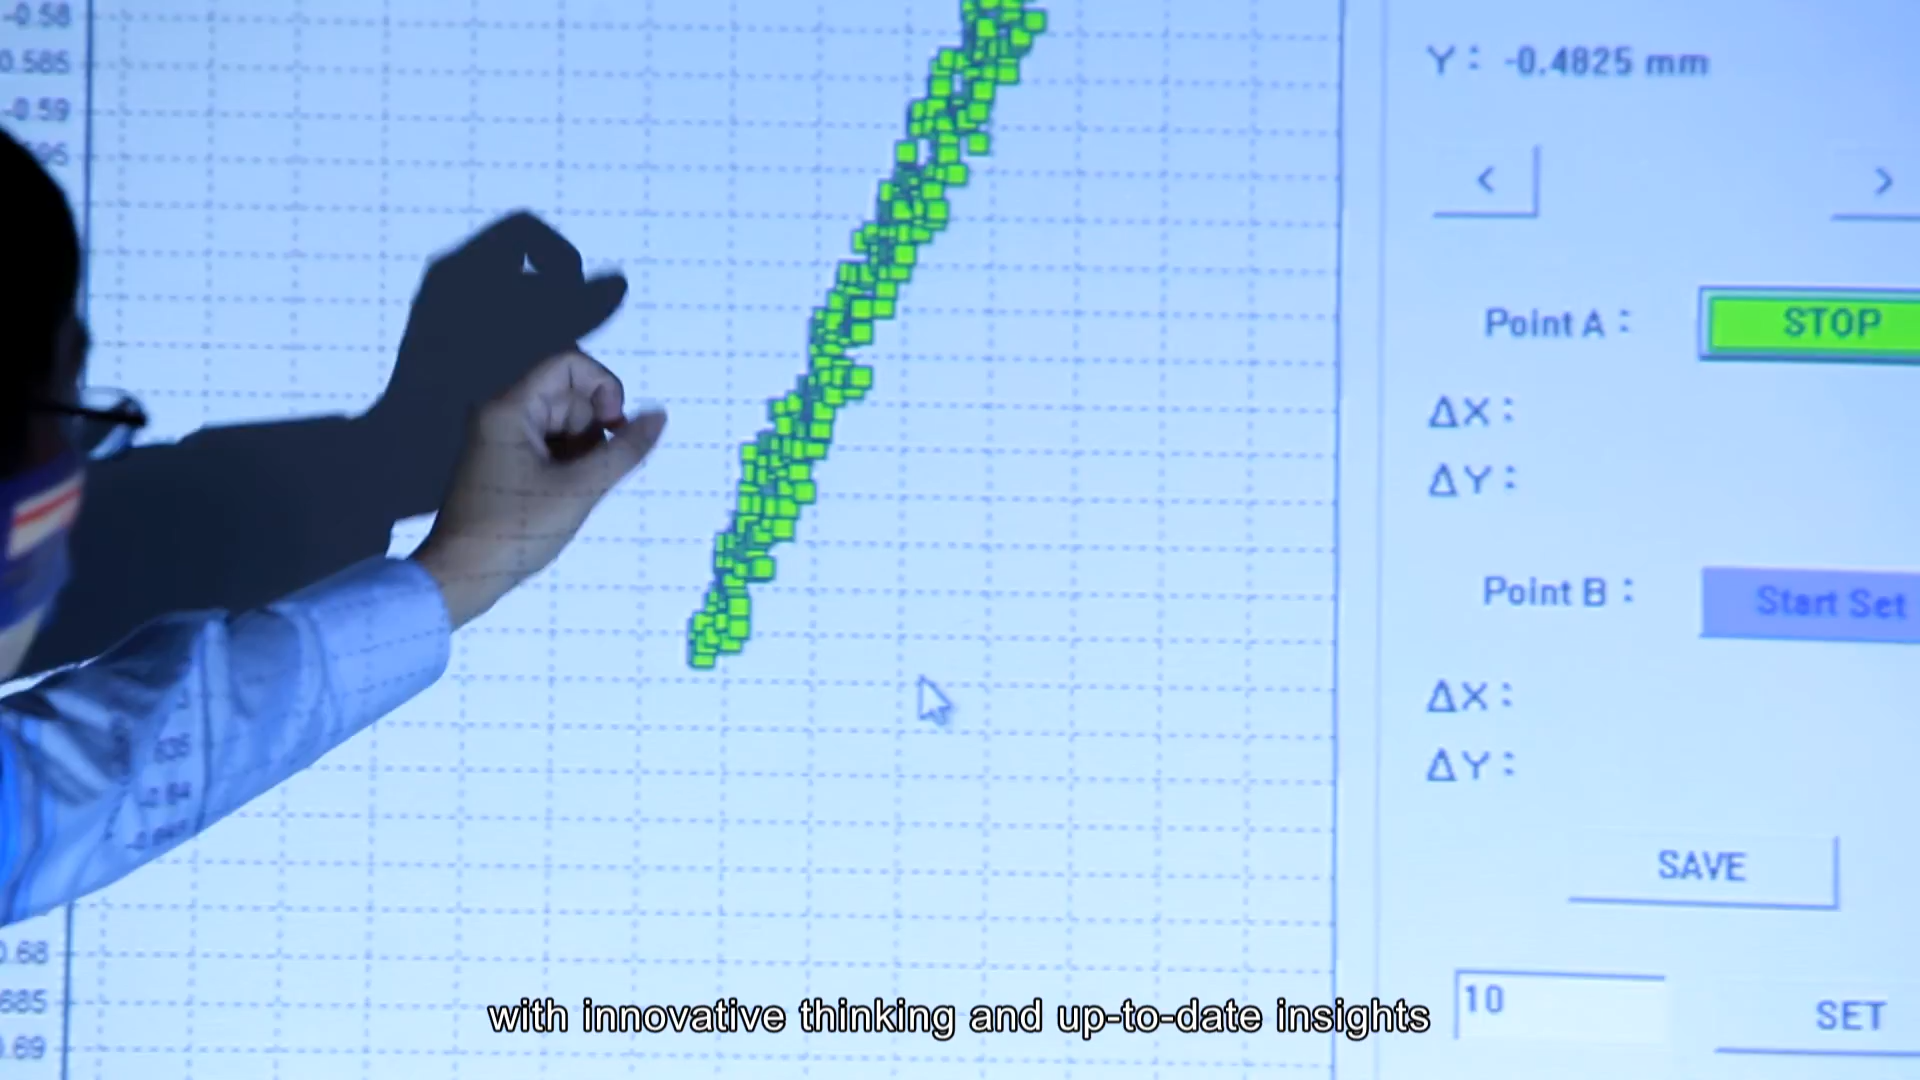 -0.58
0.585
-0.59
Y: -0.4825 mm
<
>
Point A :
STOP
ΔX :
ΔY :
Point B :
Start Set
ΔX :
ΔY :
SAVE
0.68
685
0.69
10
SET
with innovative thinking and up-to-date insights